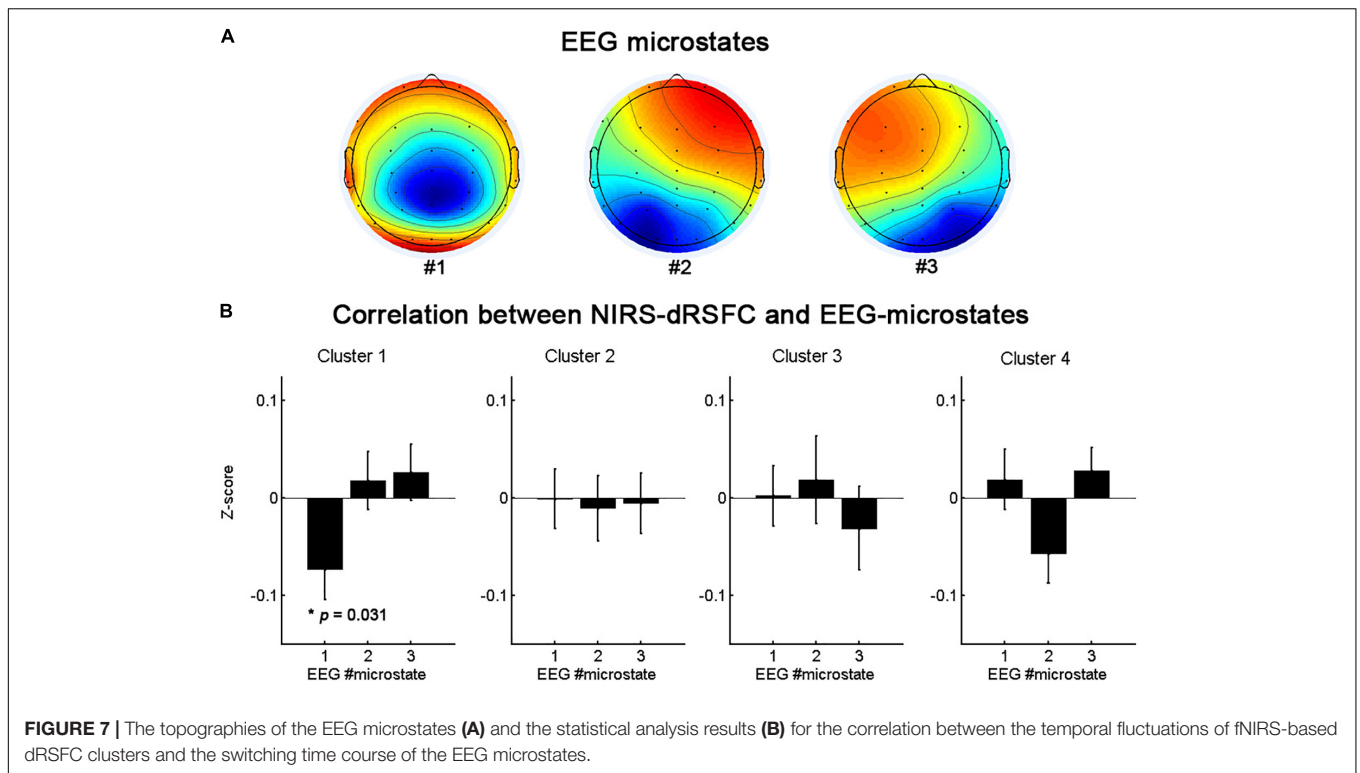 A
EEG microstates
#1 #2 #3
B
Correlation between NIRS-dRSFC and EEG-microstates
Cluster 1 Cluster 2 Cluster 3 Cluster 4
0.1 0.1 0.1 0.1
Z-score
0 0 0 0
-0.1 -0.1 -0.1 -0.1
* p = 0.031
1 2 3 1 2 3 1 2 3 1 2 3
EEG #microstate EEG #microstate EEG #microstate EEG #microstate
FIGURE 7 | The topographies of the EEG microstates (A) and the statistical analysis results (B) for the correlation between the temporal fluctuations of fNIRS-based
dRSFC clusters and the switching time course of the EEG microstates.